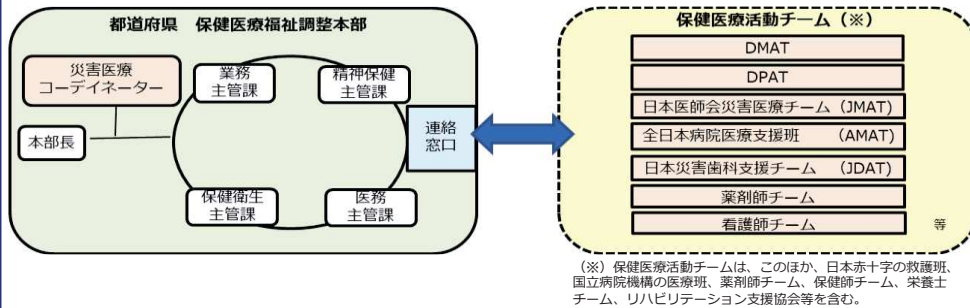 都道府県　保健医療福祉調整本部
災害医療
コーデイネーター
本部長
業務
主管課
精神保健
主管課
保健衛生
主管課
医務
主管課
連絡
窓口
保健医療活動チーム（※）
DMAT
DPAT
日本医師会災害医療チーム（JMAT）
全日本病院医療支援班　　（AMAT）
日本災害歯科支援チーム　（JDAT）
薬剤師チーム
看護師チーム
等
（※）保健医療活動チームは、このほか、日本赤十字の救護班、
国立病院機構の医療班、薬剤師チーム、保健師チーム、栄養士
チーム、リハビリテーション支援協会等を含む。